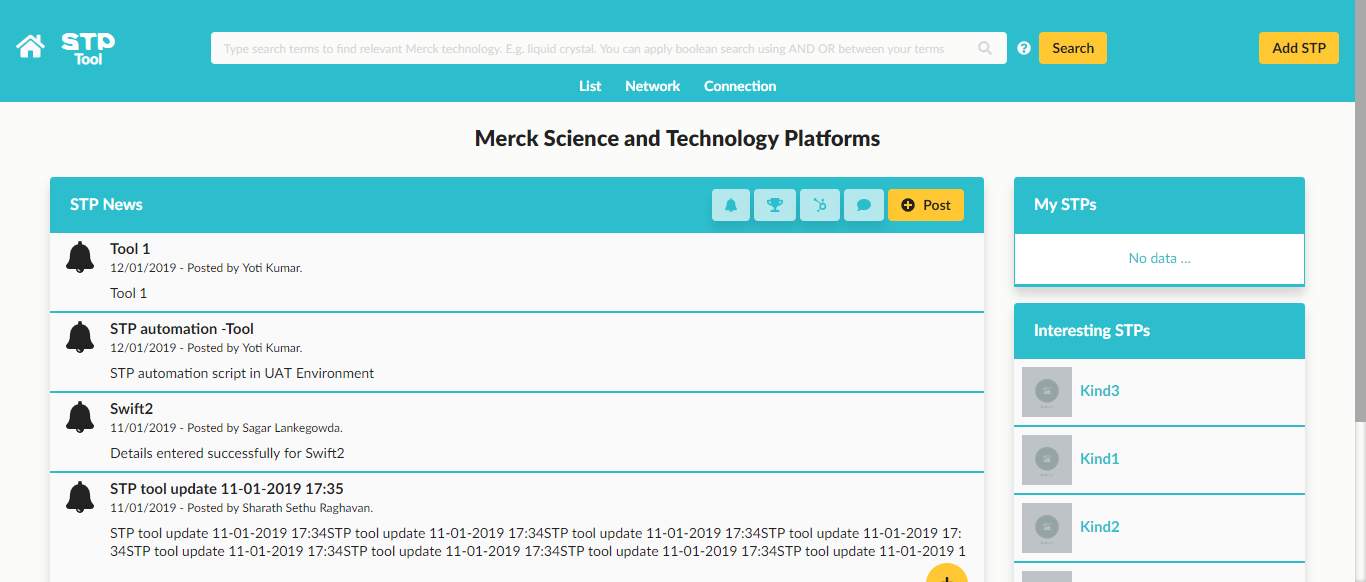 STP
Tool
Type search terms to find relevant Merck technology. E.g. liquid crystal. You can apply boolean search using AND OR between your terms
?
Search
Add STP
List Network Connection
Merck Science and Technology Platforms
STP News
Post
Tool 1
12/01/2019 - Posted by Yoti Kumar.
Tool 1
STP automation -Tool
12/01/2019 - Posted by Yoti Kumar.
STP automation script in UAT Environment
Swift2
11/01/2019 - Posted by Sagar Lankegowda.
Details entered successfully for Swift2
STP tool update 11-01-2019 17:35
11/01/2019 - Posted by Sharath Sethu Raghavan.
STP tool update 11-01-2019 17:34STP tool update 11-01-2019 17:34STP tool update 11-01-2019 17:34STP tool update 11-01-2019 17:
34STP tool update 11-01-2019 17:34STP tool update 11-01-2019 17:34STP tool update 11-01-2019 17:34STP tool update 11-01-2019 1
My STPs
No data ...
Interesting STPs
Kind3
Kind1
Kind2